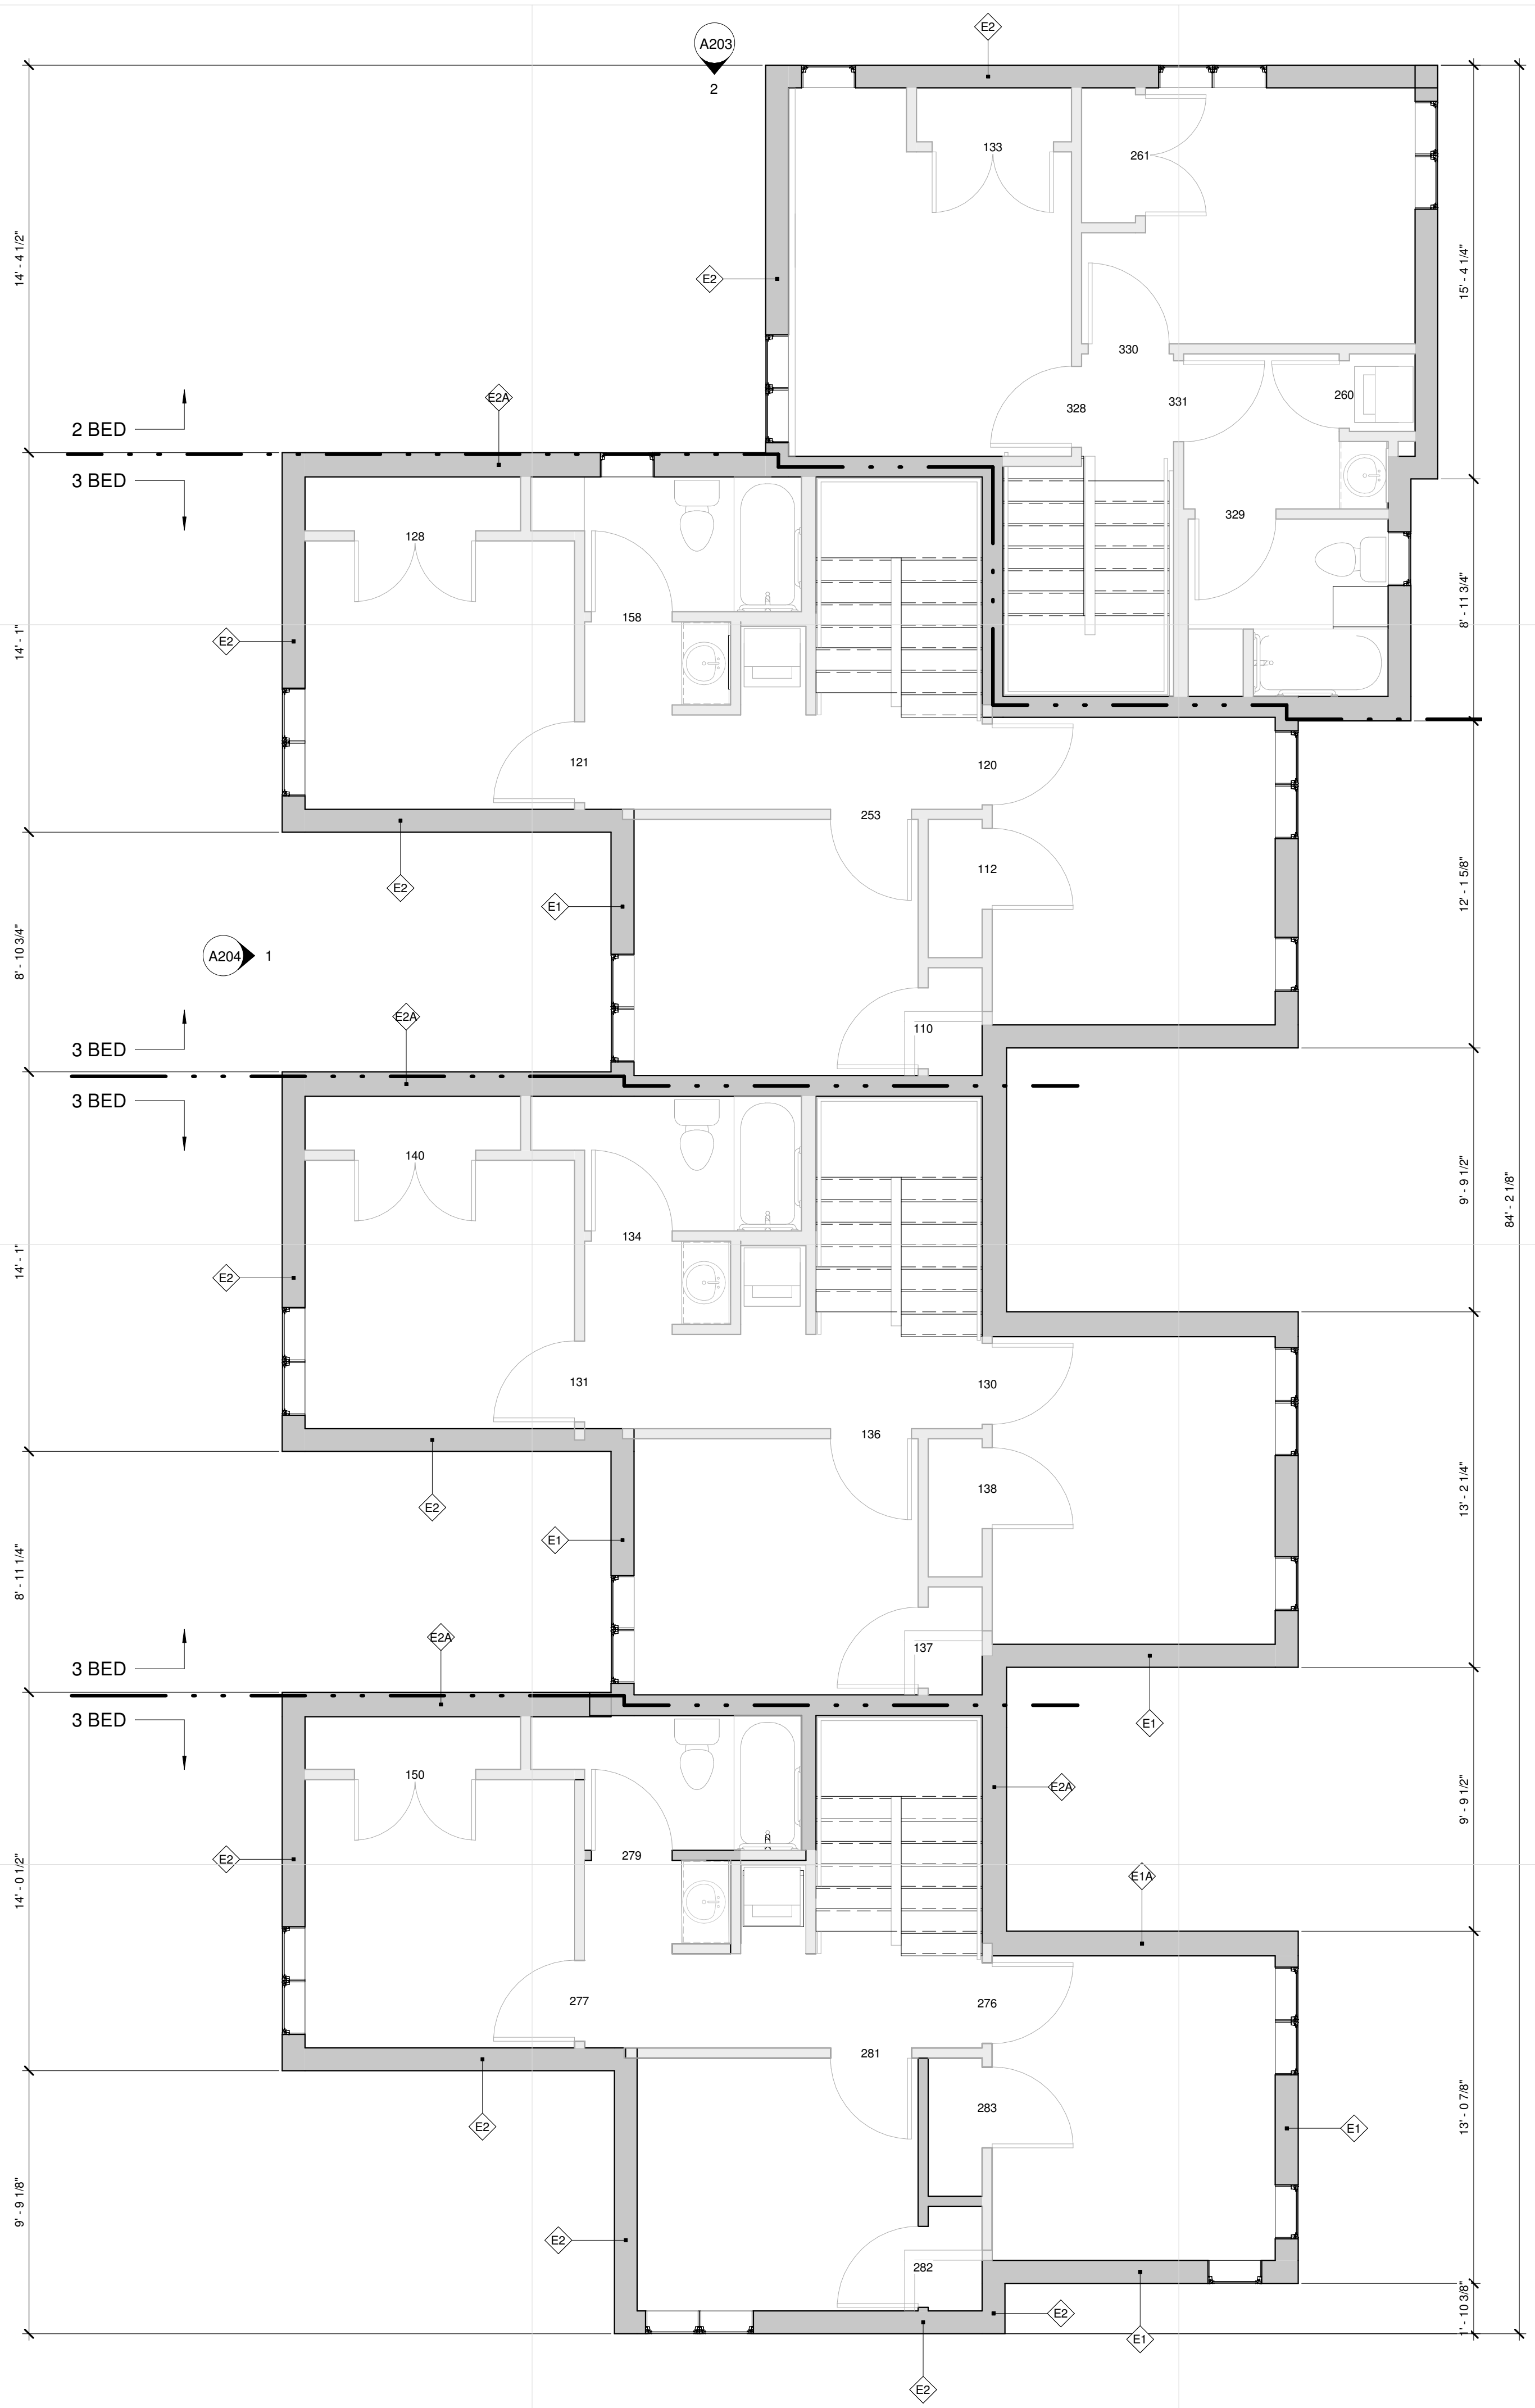 E2
A203
2
133
261
14' - 4 1/2"
15' - 4 1/4"
E2
330
260
331
328
E2A
2 BED
3 BED
329
128
8' - 11 3/4"
158
E2
14' - 1"
121
120
253
112
E2
E1
12' - 1 5/8"
A204
1
8' - 10 3/4"
E2A
110
3 BED
3 BED
140
9' - 9 1/2"
84' - 2 1/8"
134
14' - 1"
E2
131
130
136
138
13' - 2 1/4"
E2
E1
8' - 11 1/4"
E2A
137
3 BED
3 BED
E1
150
E2A
9' - 9 1/2"
279
E2
14' - 0 1/2"
E1A
277
276
281
283
13' - 0 7/8"
E2
E1
9' - 9 1/8"
E2
282
1' - 10 3/8"
E2
E1
E2